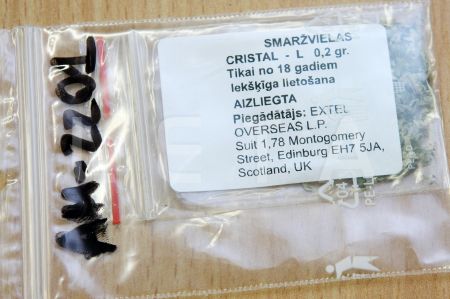 SMARŽVIELAS
CRISTAL - L 0,2 gr.
Tikai no 18 gadiem
Iekšķīga lietošana
AIZLIEGTA
Piegādātājs: EXTEL
OVERSEAS L.P.
Suit 1,78 Montogomery
Street, Edinburg EH7 5JA,
Scotland, UK
04